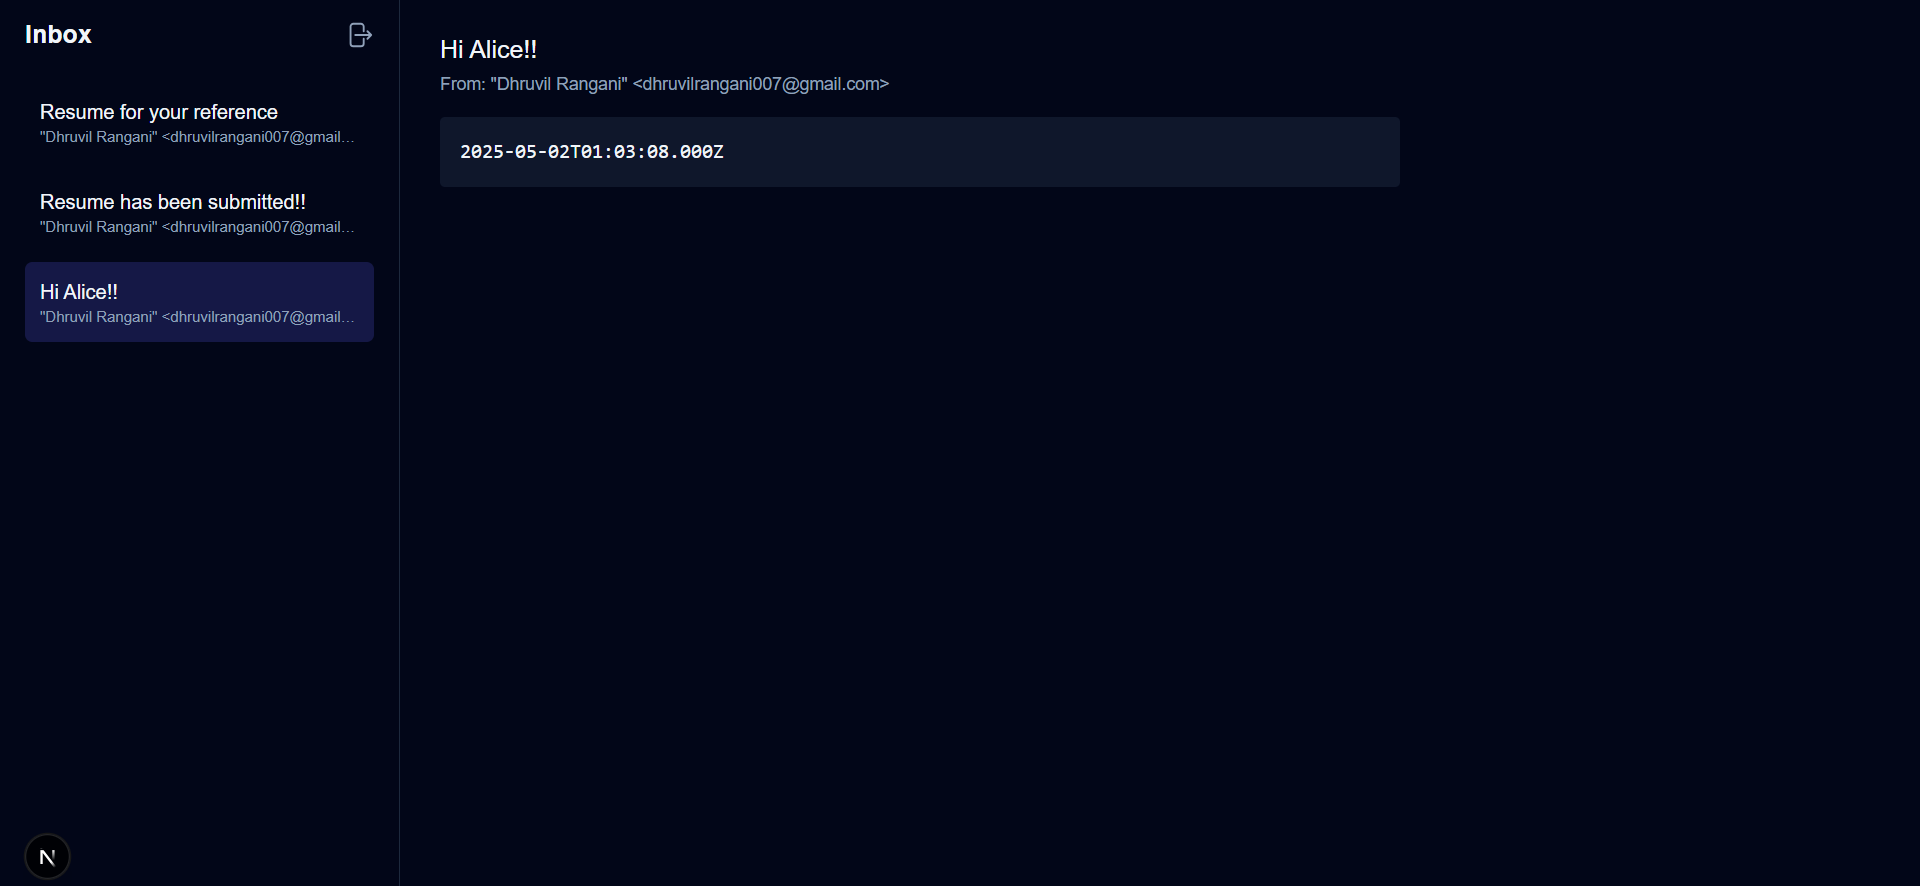 Inbox
Resume for your reference
"Dhruvil Rangani" <dhruvilrangani007@gmail...
Resume has been submitted!!
"Dhruvil Rangani" <dhruvilrangani007@gmail...
Hi Alice!!
"Dhruvil Rangani" <dhruvilrangani007@gmail...
N
Hi Alice!!
From: "Dhruvil Rangani" <dhruvilrangani007@gmail.com>
2025-05-02T01:03:08.000Z